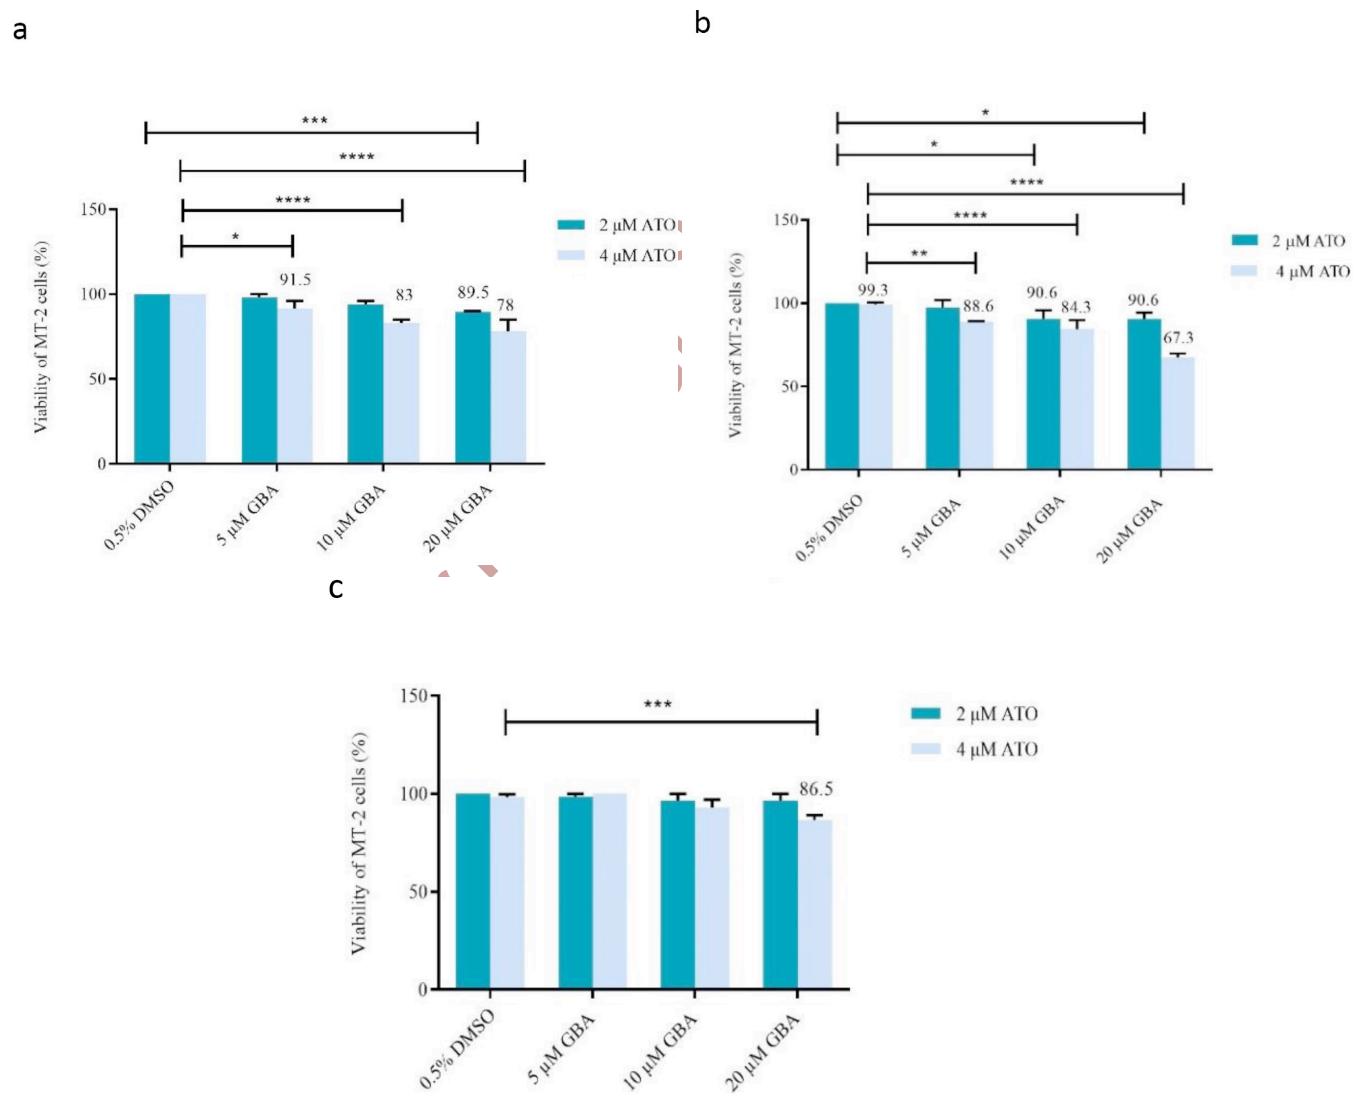 a
***
****
****
*
150
100
50
0
Viability of MT-2 cells (%)
91.5
83
89.5
78
2 μM ATO
4 μM ATO
0.5% DMSO
5 μM GBA
10 μM GBA
20 μM GBA
b
*
*
****
****
**
150
100
50
0
Viability of MT-2 cells (%)
99.3
88.6
90.6
84.3
90.6
67.3
2 μM ATO
4 μM ATO
0.5% DMSO
5 μM GBA
10 μM GBA
20 μM GBA
c
***
150
100
50
0
Viability of MT-2 cells (%)
86.5
2 μM ATO
4 μM ATO
0.5% DMSO
5 μM GBA
10 μM GBA
20 μM GBA